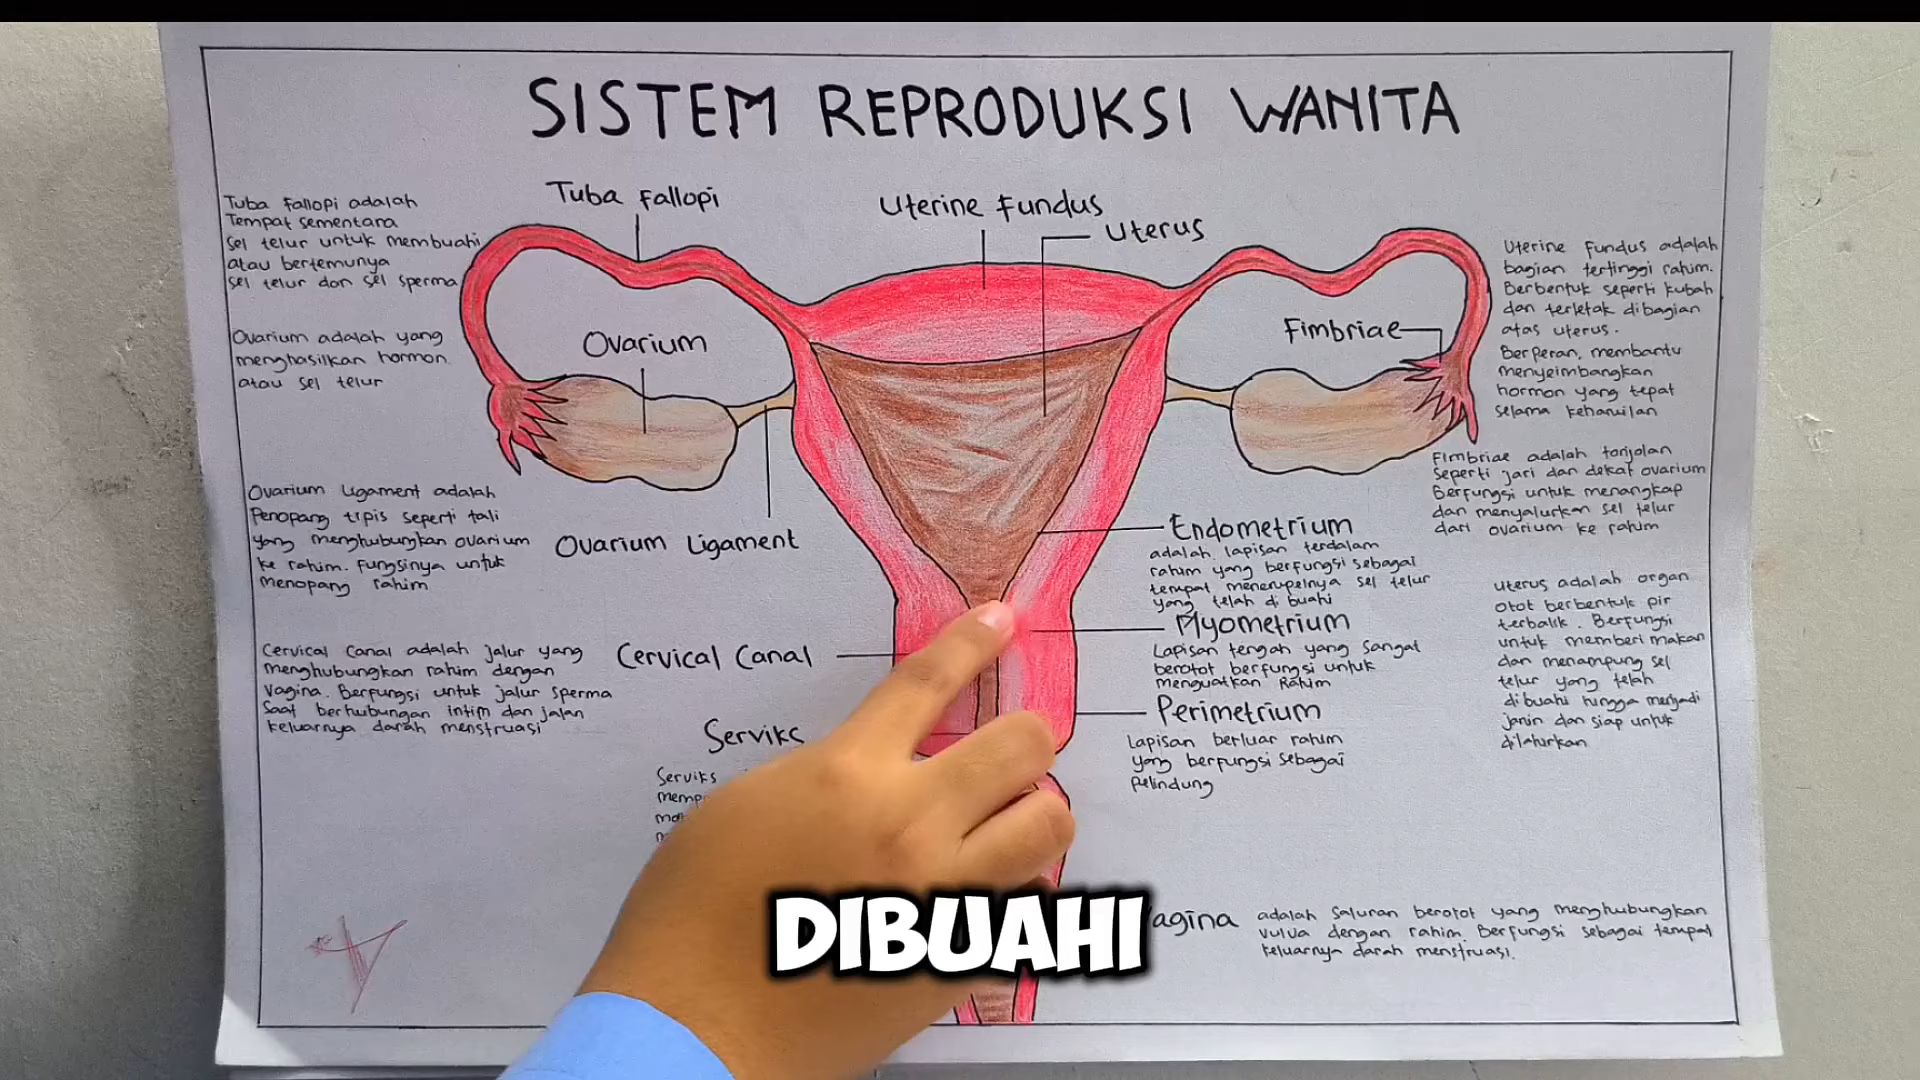 SISTEM REPRODUKSI WANITA
Tuba Fallopi adalah
Tempat sementara
sel telur untuk membuahi
atau bertemunya
sel telur dan sel sperma
Ovarium adalah yang
menghasilkan hormon
atau sel telur
Ovarium Ligament adalah
Penopang tipis seperti tali
yang menghubungkan ovarium
ke rahim. Fungsinya untuk
menopang rahim
Cervical Canal adalah jalur yang
menghubungkan rahim dengan
Vagina. Berfungsi untuk jalur sperma
Saat berhubungan intim dan jalan
keluarnya darah menstruasi
Tuba Fallopi
Ovarium
Ovarium Ligament
Cervical Canal
Serviks
Serviks
Uterine Fundus
Uterus
Fimbriae
Endometrium
adalah lapisan terdalam
rahim yang berfungsi sebagai
tempat menempelnya sel telur
yang telah di buahi
Myometrium
Lapisan tengah yang sangat
berotot berfungsi untuk
menguatkan Rahim
Perimetrium
Lapisan berluar rahim
yang berfungsi sebagai
pelindung
Uterine Fundus adalah
bagian tertinggi rahim.
Berbentuk seperti kubah
dan terletak dibagian
atas uterus.
Berperan, membantu
menyeimbangkan
hormon yang tepat
selama kehamilan
Fimbriae adalah tonjolan
seperti jari dan dekat ovarium
Berfungsi untuk menangkap
dan menyalurkan sel telur
dari ovarium ke rahim
Uterus adalah organ
otot berbentuk pir
terbalik. Berfungsi
untuk memberi makan
dan menampung sel
telur yang telah
dibuahi hingga menjadi
janin dan siap untuk
dilahirkan
agina
adalah Saluran berotot yang menghubungkan
vulva dengan rahim. Berfungsi sebagai tempat
keluarnya darah menstruasi.
DIBUAHI